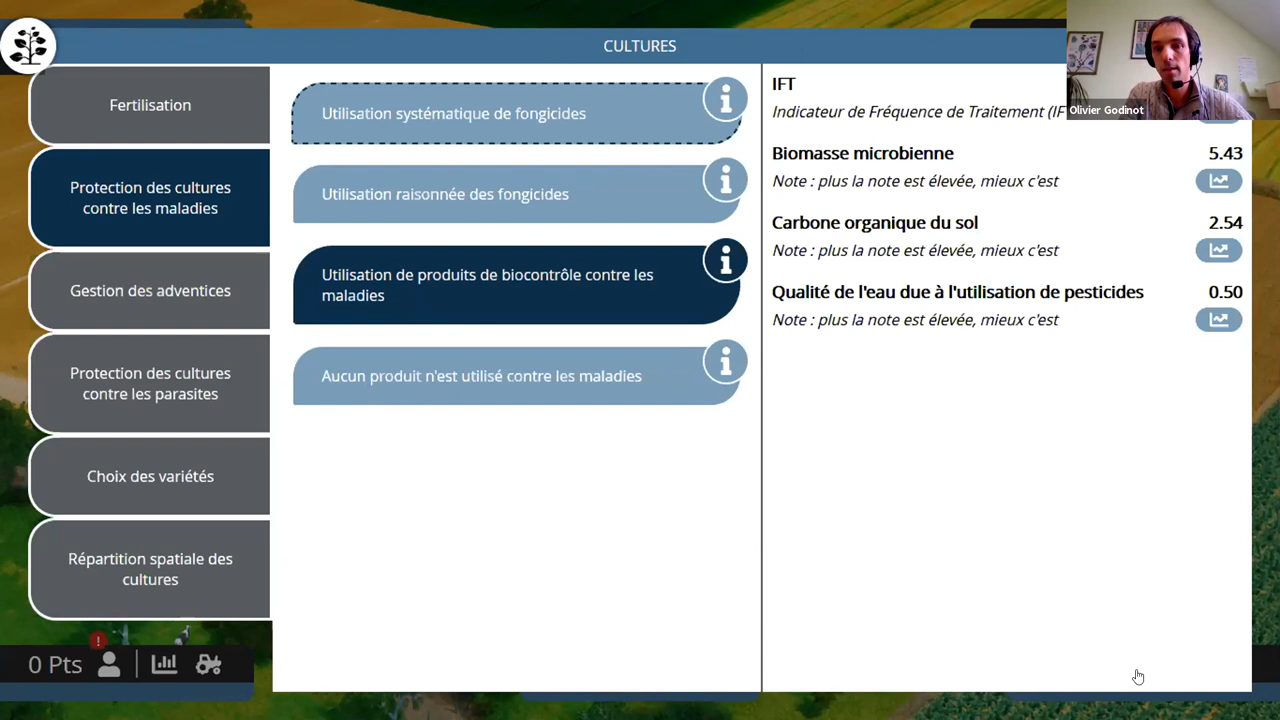 CULTURES
Fertilisation
Protection des cultures
contre les maladies
Gestion des adventices
Protection des cultures
contre les parasites
Choix des variétés
Répartition spatiale des
cultures
Utilisation systématique de fongicides
Utilisation raisonnée des fongicides
Utilisation de produits de biocontrôle contre les
maladies
Aucun produit n'est utilisé contre les maladies
IFT
Indicateur de Fréquence de Traitement (IF
Biomasse microbienne 5.43
Note : plus la note est élevée, mieux c'est
Carbone organique du sol 2.54
Note : plus la note est élevée, mieux c'est
Qualité de l'eau due à l'utilisation de pesticides 0.50
Note : plus la note est élevée, mieux c'est
Olivier Godinot
0 Pts
!